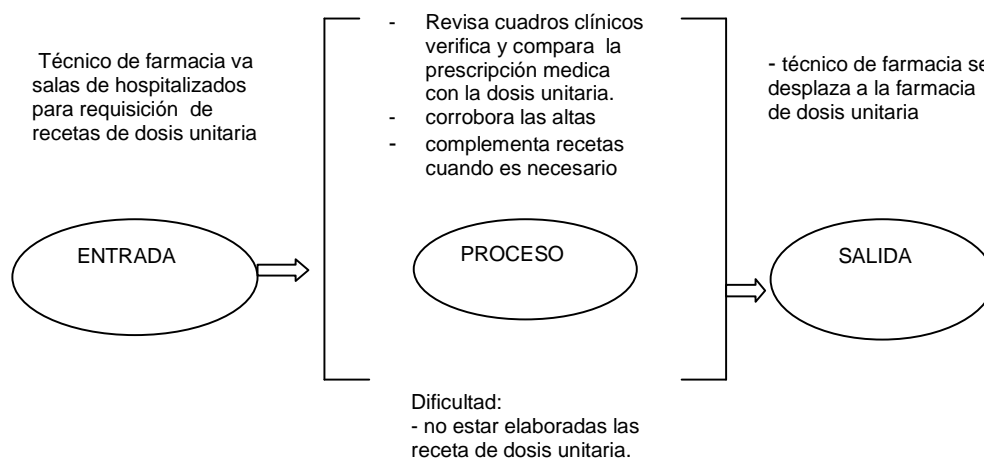 Técnico de farmacia va
salas de hospitalizados
para requisición de
recetas de dosis unitaria
ENTRADA
- Revisa cuadros clínicos
verifica y compara la
prescripción medica
con la dosis unitaria.
- corrobora las altas
- complementa recetas
cuando es necesario
PROCESO
Dificultad:
- no estar elaboradas las
receta de dosis unitaria.
- técnico de farmacia se
desplaza a la farmacia
de dosis unitaria
SALIDA